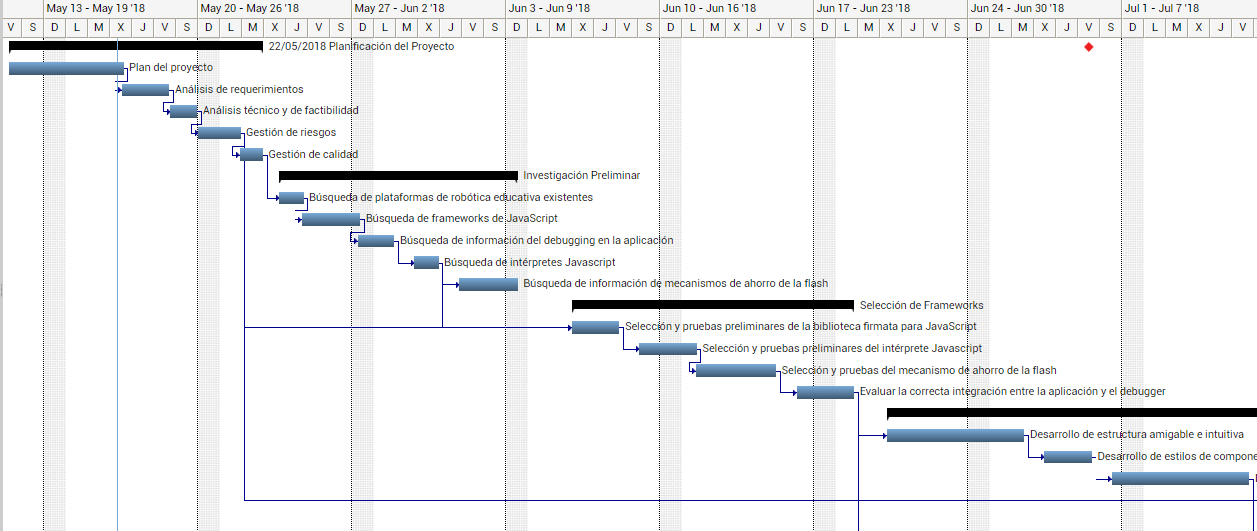 May 13 - May 19 '18 May 20 - May 26 '18 May 27 - Jun 2 '18 Jun 3 - Jun 9 '18 Jun 10 - Jun 16 '18 Jun 17 - Jun 23 '18 Jun 24 - Jun 30 '18 Jul 1 - Jul 7 '18
V S D L M X J V S D L M X J V S D L M X J V S D L M X J V S D L M X J V S D L M X J V S D L M X J V S D L M X J V
22/05/2018 Planificación del Proyecto
Plan del proyecto
Análisis de requerimientos
Análisis técnico y de factibilidad
Gestión de riesgos
Gestión de calidad
Investigación Preliminar
Búsqueda de plataformas de robótica educativa existentes
Búsqueda de frameworks de JavaScript
Búsqueda de información del debugging en la aplicación
Búsqueda de intérpretes Javascript
Búsqueda de información de mecanismos de ahorro de la flash
Selección de Frameworks
Selección y pruebas preliminares de la biblioteca firmata para JavaScript
Selección y pruebas preliminares del intérprete Javascript
Selección y pruebas del mecanismo de ahorro de la flash
Evaluar la correcta integración entre la aplicación y el debugger
Desarrollo de estructura amigable e intuitiva
Desarrollo de estilos de compone